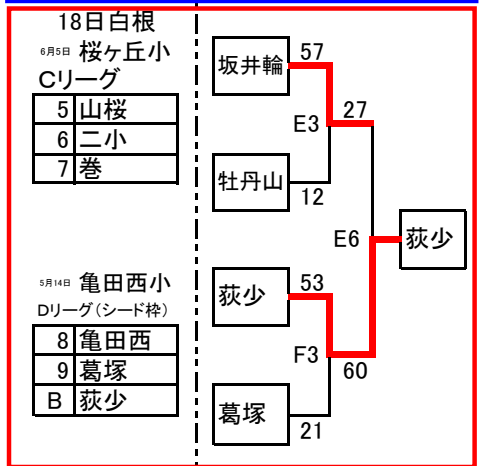 18日白根
6月5日 桜ヶ丘小
Cリーグ
5 山桜
6 二小
7 巻
5月14日 亀田西小
Dリーグ(シード枠)
8 亀田西
9 葛塚
B 荻少
坂井輪 57
E3 27
牡丹山 12
E6 荻少
荻少 53
F3 60
葛塚 21